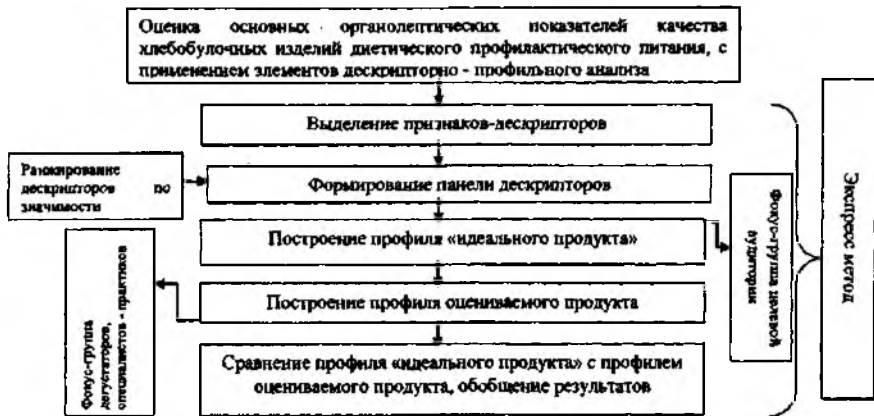 Оценка основных органолептических показателей качества
хлебобулочных изделий диетического профилактического питания, с
применением элементов дескрипторно - профильного анализа
Выделение признаков-дескрипторов
Ранжирование
дескрипторов по
значимости
Формирование панели дескрипторов
Построение профиля «идеального продукта»
Построение профиля оцениваемого продукта
Сравнение профиля «идеального продукта» с профилем
оцениваемого продукта, обобщение результатов
Фокус-группа
дегустаторов,
специалистов - практиков
Фокус-группа целевой
аудитории
Экспресс метод